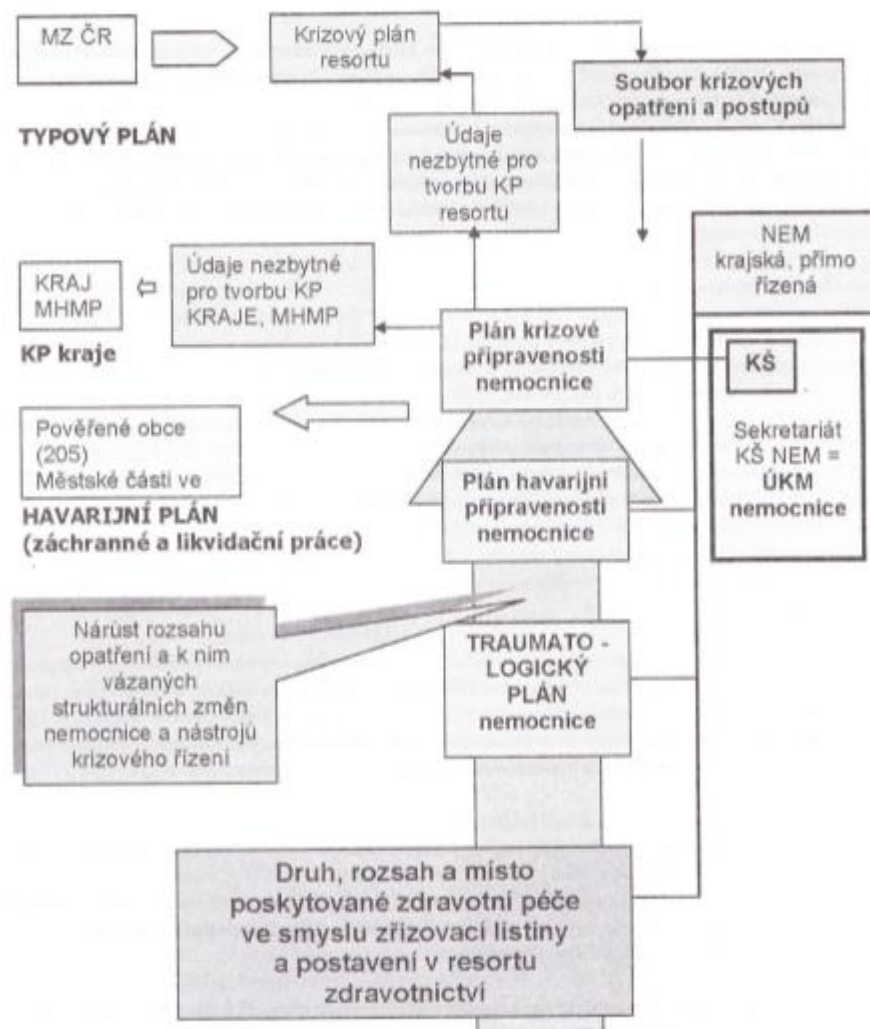 MZ ČR
Krizový plán
resortu
Soubor krizových
opatření a postupů
TYPOVÝ PLÁN
Údaje
nezbytné pro
tvorbu KP
resortu
NEM
krajská, přímo
řízená
KRAJ
MHMP
Údaje nezbytné
pro tvorbu KP
KRAJE, MHMP
KP kraje
Plán krizové
připravenosti
nemocnice
KŠ
Sekretariát
KŠ NEM =
ÚKM
nemocnice
Pověřené obce
(205)
Městské části ve
HAVARIJNÍ PLÁN
(záchranné a likvidační práce)
Plán havarijní
připravenosti
nemocnice
Nárůst rozsahu
opatření a k nim
vázaných
strukturálních změn
nemocnice a nástrojů
krizového řízení
TRAUMATO -
LOGICKÝ
PLÁN
nemocnice
Druh, rozsah a místo
poskytované zdravotní péče
ve smyslu zřizovací listiny
a postavení v resortu
zdravotnictví